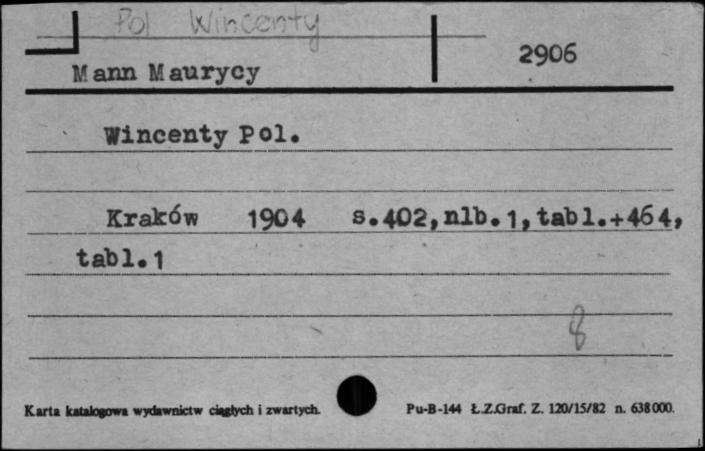 Pol Wincenty
2906
Mann Maurycy
Wincenty Pol.
Kraków 1904 s.402,nlb.1,tabl.+464,
tabl.1
8
Karta katalogowa wydawnictw ciągłych i zwartych.
Pu-B-144 Ł.Z.Graf. Z. 120/15/82 n. 638000.